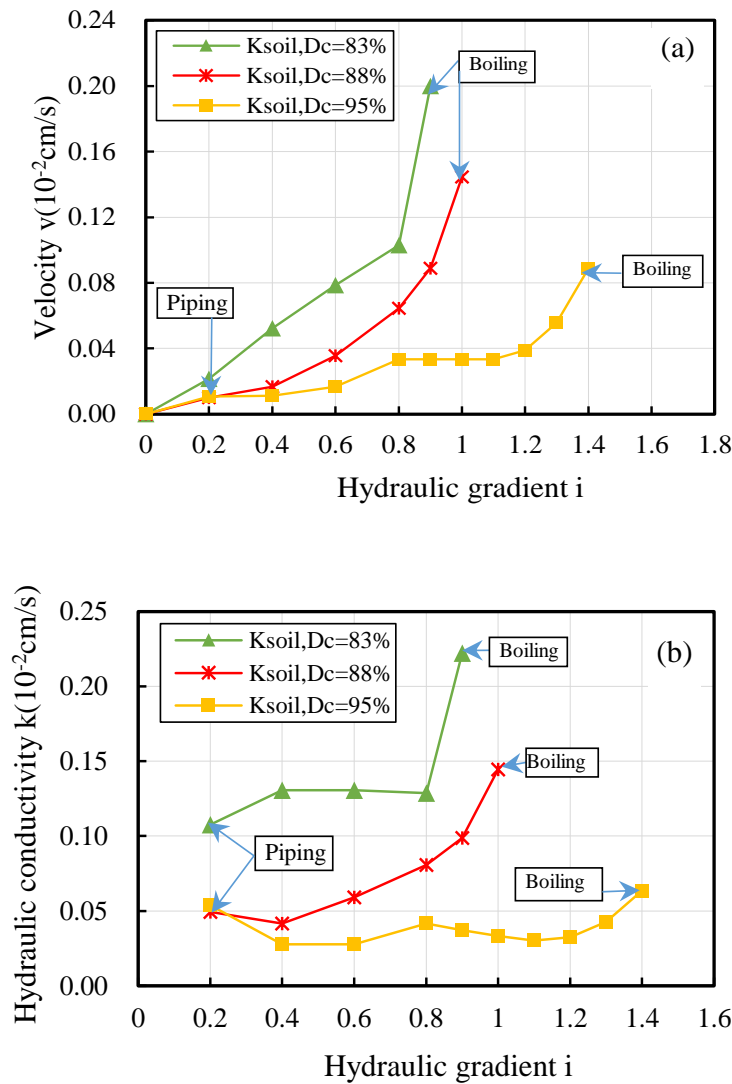 0.24
0.20
0.16
0.12
0.08
0.04
0.00
Velocity v(10⁻²cm/s)
Ksoil,Dc=83%
Ksoil,Dc=88%
Ksoil,Dc=95%
Boiling
(a)
Piping
Boiling
0 0.2 0.4 0.6 0.8 1 1.2 1.4 1.6 1.8
Hydraulic gradient i
0.25
0.20
0.15
0.10
0.05
0.00
Hydraulic conductivity k(10⁻²cm/s)
Ksoil,Dc=83%
Ksoil,Dc=88%
Ksoil,Dc=95%
Boiling
(b)
Boiling
Piping
Boiling
0 0.2 0.4 0.6 0.8 1 1.2 1.4 1.6
Hydraulic gradient i